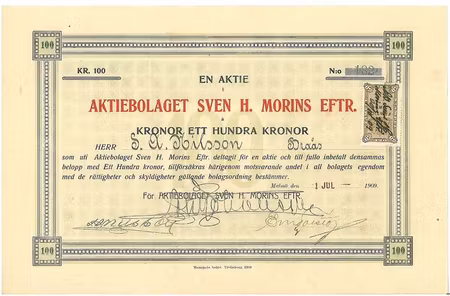 100 100
KR. 100 N:o 499
EN AKTIE
I
AKTIEBOLAGET SVEN H. MORINS EFTR.
Å
KRONOR ETT HUNDRA KRONOR
HERR Nilsson
som uti Aktiebolaget Sven H. Morins Eftr. deltagit för en aktie och till fullo inbetalt densammas
belopp med Ett Hundra kronor, tillförsäkras härigenom motsvarande andel i all bolagets egendom
med de rättigheter och skyldigheter gällande bolagsordning bestämmer.
1 JUL — 1909.
För AKTIEBOLAGET SVEN H. MORINS EFTR.
100 100